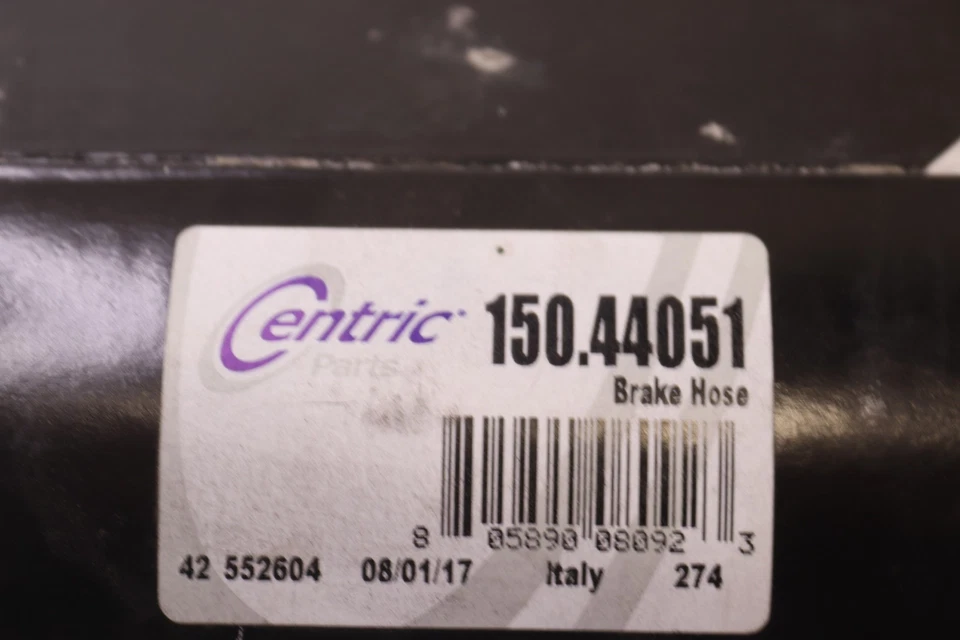 Centric 150.44051
Parts
Brake Hose
8 05890 08092 3
42 552604 08/01/17 Italy 274